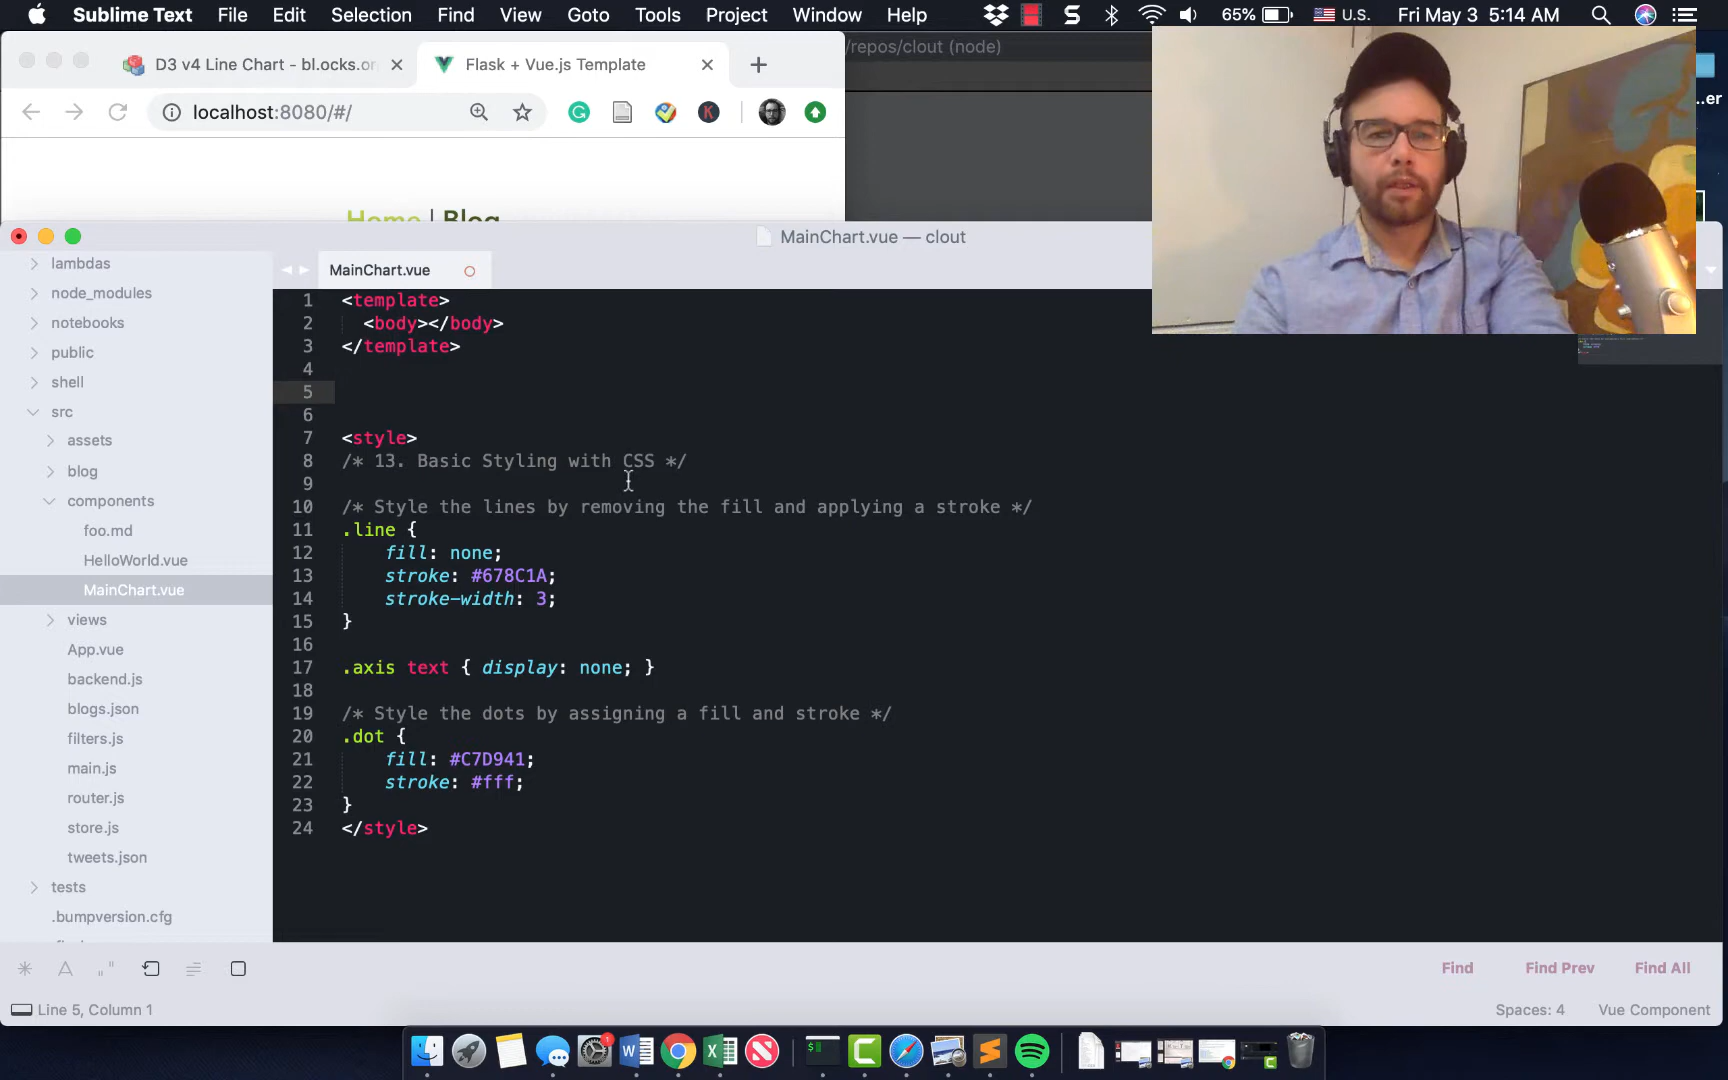 Sublime Text File Edit Selection Find View Goto Tools Project Window Help 65% U.S. Fri May 3 5:14 AM
D3 v4 Line Chart - bl.ocks.or
Flask + Vue.js Template
/repos/clout (node)
..er
localhost:8080/#/
Home | Blog
MainChart.vue — clout
MainChart.vue
lambdas
node_modules
notebooks
public
shell
src
assets
blog
components
foo.md
HelloWorld.vue
MainChart.vue
views
App.vue
backend.js
blogs.json
filters.js
main.js
router.js
store.js
tweets.json
tests
.bumpversion.cfg
1 <template>
2 <body></body>
3 </template>
4
5
6
7 <style>
8 /* 13. Basic Styling with CSS */
9
10 /* Style the lines by removing the fill and applying a stroke */
11 .line {
12 fill: none;
13 stroke: #678C1A;
14 stroke-width: 3;
15 }
16
17 .axis text { display: none; }
18
19 /* Style the dots by assigning a fill and stroke */
20 .dot {
21 fill: #C7D941;
22 stroke: #fff;
23 }
24 </style>
Find Find Prev Find All
Line 5, Column 1
Spaces: 4 Vue Component